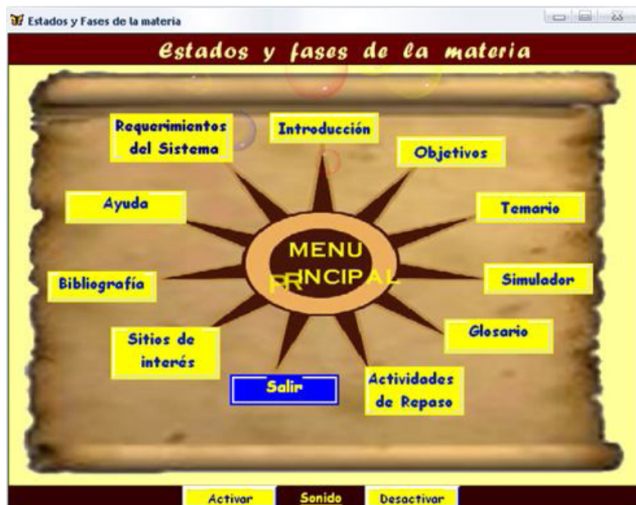 Estados y Fases de la materia
Estados y fases de la materia
Requerimientos
del Sistema
Introducción
Objetivos
Ayuda
Temario
MENU
PRINCIPAL
Bibliografía
Simulador
Sitios de
interés
Glosario
Salir
Actividades
de Repaso
Activar
Sonido
Desactivar